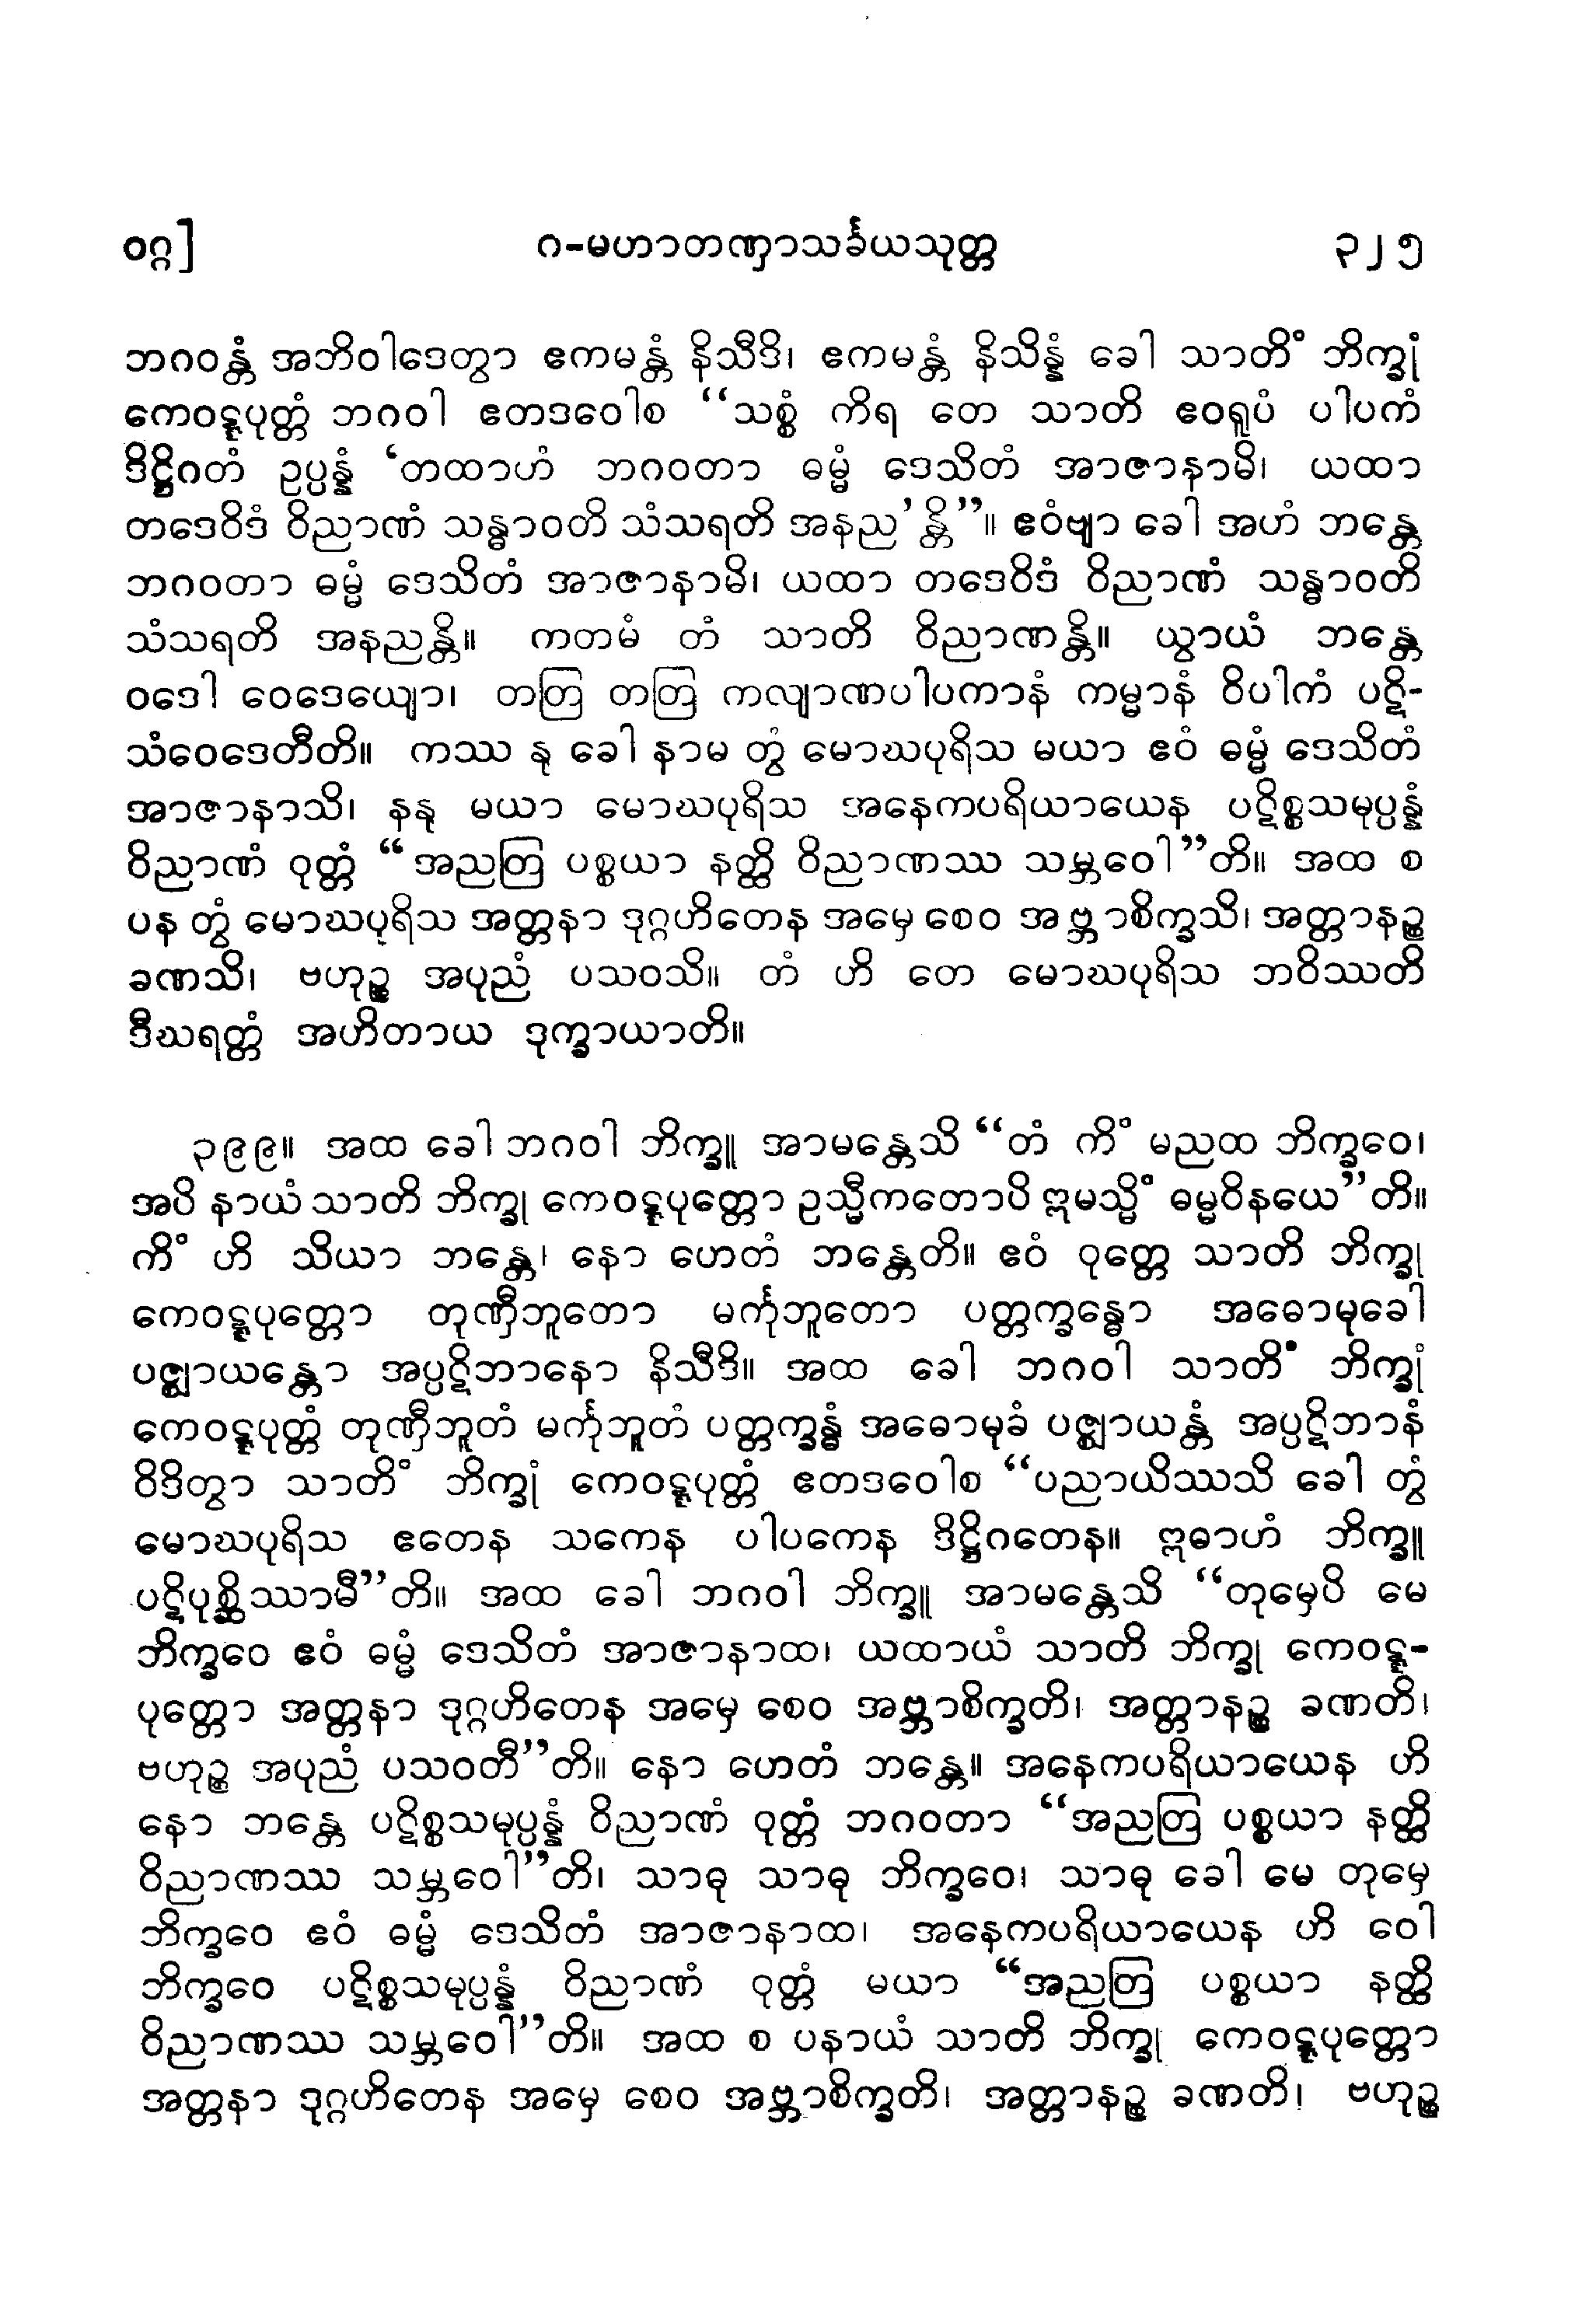 ဝဂ္ဂ]
ဂ-မဟာတဏှာသင်္ခယသုတ္တ
၃၂၅
ဘဂဝန္တံ အဘိဝါဒေတွာ ဧကမန္တံ နိသီဒိ၊ ဧကမန္တံ နိသိန္နံ ခေါ သာတိံ ဘိက္ခုံ
ကေဝဋ္ဋပုတ္တံ ဘဂဝါ ဧတဒဝေါစ “သစ္စံ ကိရ တေ သာတိ ဧဝရူပံ ပါပကံ
ဒိဋ္ဌိဂတံ ဥပ္ပန္နံ ‘တထာဟံ ဘဂဝတာ ဓမ္မံ ဒေသိတံ အာဇာနာမိ၊ ယထာ
တဒေဝိဒံ ဝိညာဏံ သန္ဓာဝတိ သံသရတိ အနည’န္တိ”။ ဧဝံဗျာ ခေါ အဟံ ဘန္တေ
ဘဂဝတာ ဓမ္မံ ဒေသိတံ အာဇာနာမိ၊ ယထာ တဒေဝိဒံ ဝိညာဏံ သန္ဓာဝတိ
သံသရတိ အနညန္တိ။ ကတမံ တံ သာတိ ဝိညာဏန္တိ။ ယွာယံ ဘန္တေ
ဝဒေါ ဝေဒေယျော၊ တတြ တတြ ကလျာဏပါပကာနံ ကမ္မာနံ ဝိပါကံ ပဋိ-
သံဝေဒေတီတိ။ ကဿ နု ခေါ နာမ တွံ မောဃပုရိသ မယာ ဧဝံ ဓမ္မံ ဒေသိတံ
အာဇာနာသိ၊ နနု မယာ မောဃပုရိသ အနေကပရိယာယေန ပဋိစ္စသမုပ္ပန္နံ
ဝိညာဏံ ဝုတ္တံ “အညတြ ပစ္စယာ နတ္ထိ ဝိညာဏဿ သမ္ဘဝေါ”တိ။ အထ စ
ပန တွံ မောဃပုရိသ အတ္တနာ ဒုဂ္ဂဟိတေန အမှေ စေဝ အဗ္ဘာစိက္ခသိ၊ အတ္တာနဉ္စ
ခဏသိ၊ ဗဟုဉ္စ အပုညံ ပသဝသိ။ တံ ဟိ တေ မောဃပုရိသ ဘဝိဿတိ
ဒီဃရတ္တံ အဟိတာယ ဒုက္ခာယာတိ။
၃၉၉။ အထ ခေါ ဘဂဝါ ဘိက္ခူ အာမန္တေသိ “တံ ကိံ မညထ ဘိက္ခဝေ၊
အပိ နာယံ သာတိ ဘိက္ခု ကေဝဋ္ဋပုတ္တော ဥသ္မီကတောပိ ဣမသ္မိံ ဓမ္မဝိနယေ”တိ။
ကိံ ဟိ သိယာ ဘန္တေ၊ နော ဟေတံ ဘန္တေတိ။ ဧဝံ ဝုတ္တေ သာတိ ဘိက္ခု
ကေဝဋ္ဋပုတ္တော တုဏှီဘူတော မင်္ကုဘူတော ပတ္တက္ခန္ဓော အဓောမုခေါ
ပဇ္ဈာယန္တော အပ္ပဋိဘာနော နိသီဒိ။ အထ ခေါ ဘဂဝါ သာတိံ ဘိက္ခုံ
ကေဝဋ္ဋပုတ္တံ တုဏှီဘူတံ မင်္ကုဘူတံ ပတ္တက္ခန္ဓံ အဓောမုခံ ပဇ္ဈာယန္တံ အပ္ပဋိဘာနံ
ဝိဒိတွာ သာတိံ ဘိက္ခုံ ကေဝဋ္ဋပုတ္တံ ဧတဒဝေါစ “ပညာယိဿသိ ခေါ တွံ
မောဃပုရိသ ဧတေန သကေန ပါပကေန ဒိဋ္ဌိဂတေန။ ဣဓာဟံ ဘိက္ခူ
ပဋိပုစ္ဆိဿာမီ”တိ။ အထ ခေါ ဘဂဝါ ဘိက္ခူ အာမန္တေသိ “တုမှေပိ မေ
ဘိက္ခဝေ ဧဝံ ဓမ္မံ ဒေသိတံ အာဇာနာထ၊ ယထာယံ သာတိ ဘိက္ခု ကေဝဋ္ဋ-
ပုတ္တော အတ္တနာ ဒုဂ္ဂဟိတေန အမှေ စေဝ အဗ္ဘာစိက္ခတိ၊ အတ္တာနဉ္စ ခဏတိ၊
ဗဟုဉ္စ အပုညံ ပသဝတီ”တိ။ နော ဟေတံ ဘန္တေ။ အနေကပရိယာယေန ဟိ
နော ဘန္တေ ပဋိစ္စသမုပ္ပန္နံ ဝိညာဏံ ဝုတ္တံ ဘဂဝတာ “အညတြ ပစ္စယာ နတ္ထိ
ဝိညာဏဿ သမ္ဘဝေါ”တိ၊ သာဓု သာဓု ဘိက္ခဝေ၊ သာဓု ခေါ မေ တုမှေ
ဘိက္ခဝေ ဧဝံ ဓမ္မံ ဒေသိတံ အာဇာနာထ၊ အနေကပရိယာယေန ဟိ ဝေါ
ဘိက္ခဝေ ပဋိစ္စသမုပ္ပန္နံ ဝိညာဏံ ဝုတ္တံ မယာ “အညတြ ပစ္စယာ နတ္ထိ
ဝိညာဏဿ သမ္ဘဝေါ”တိ။ အထ စ ပနာယံ သာတိ ဘိက္ခု ကေဝဋ္ဋပုတ္တော
အတ္တနာ ဒုဂ္ဂဟိတေန အမှေ စေဝ အဗ္ဘာစိက္ခတိ၊ အတ္တာနဉ္စ ခဏတိ၊ ဗဟုဉ္စ